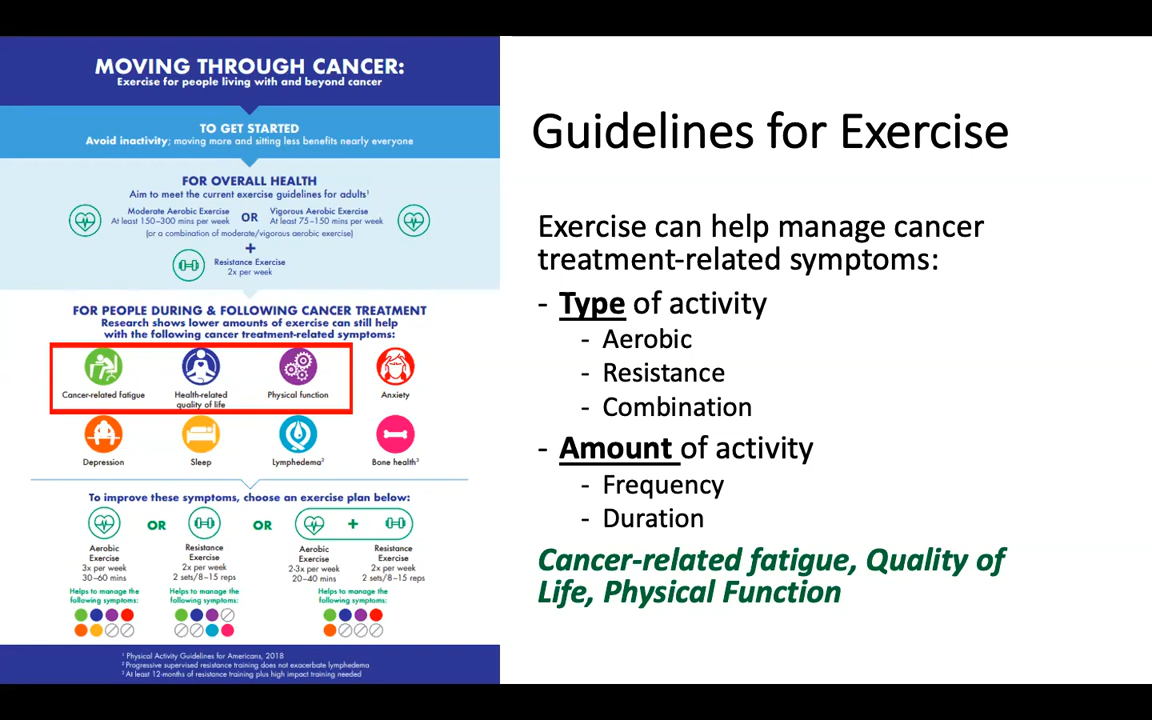 MOVING THROUGH CANCER:
Exercise for people living with and beyond cancer
TO GET STARTED
Avoid inactivity; moving more and sitting less benefits nearly everyone
FOR OVERALL HEALTH
Aim to meet the current exercise guidelines for adults¹
Moderate Aerobic Exercise
At least 150–300 mins per week
OR
Vigorous Aerobic Exercise
At least 75–150 mins per week
(or a combination of moderate/vigorous aerobic exercise)
+
Resistance Exercise
2x per week
FOR PEOPLE DURING & FOLLOWING CANCER TREATMENT
Research shows lower amounts of exercise can still help
with the following cancer treatment-related symptoms:
Cancer-related fatigue
Health-related
quality of life
Physical function
Anxiety
Depression
Sleep
Lymphedema²
Bone health³
To improve these symptoms, choose an exercise plan below:
Aerobic
Exercise
3x per week
30–60 mins
Helps to manage the
following symptoms:
OR
Resistance
Exercise
2x per week
2 sets/8–15 reps
Helps to manage the
following symptoms:
OR
+
Aerobic
Exercise
2-3x per week
20–40 mins
Resistance
Exercise
2x per week
2 sets/8–15 reps
Helps to manage the
following symptoms:
¹ Physical Activity Guidelines for Americans, 2018
² Progressive supervised resistance training does not exacerbate lymphedema
³ At least 12-months of resistance training plus high impact training needed
Guidelines for Exercise
Exercise can help manage cancer
treatment-related symptoms:
- Type of activity
- Aerobic
- Resistance
- Combination
- Amount of activity
- Frequency
- Duration
Cancer-related fatigue, Quality of
Life, Physical Function